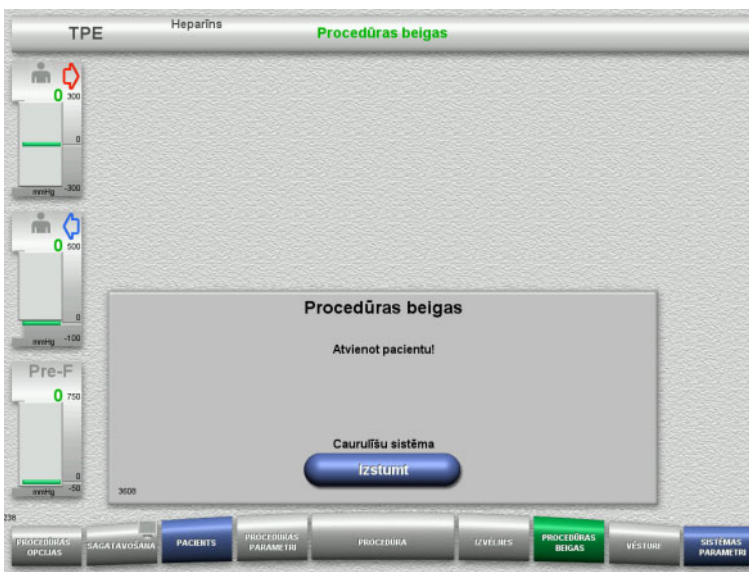 TPE
Heparīns
Procedūras beigas
0
300
0
mmHg
-300
0
500
0
mmHg
-100
Pre-F
0
750
0
mmHg
-50
Procedūras beigas
Atvienot pacientu!
Caurulīšu sistēma
Izstumt
3608
238
PROCEDŪRAS OPCIJAS
SAGATAVOŠANA
PACIENTS
PROCEDŪRAS PARAMETRI
PROCEDŪRA
IZVĒLNES
PROCEDŪRAS BEIGAS
VĒSTURE
SISTĒMAS PARAMETRI